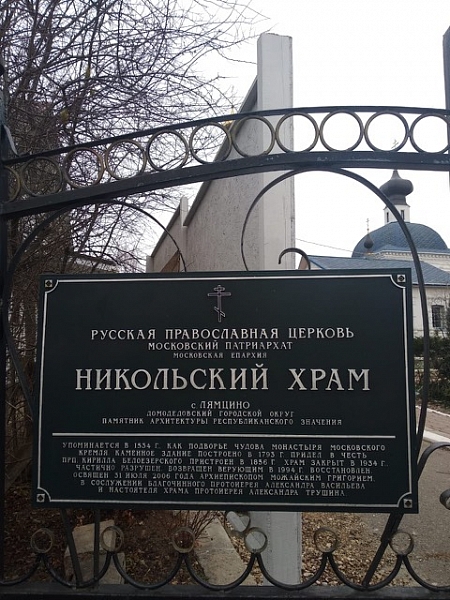 РУССКАЯ ПРАВОСЛАВНАЯ ЦЕРКОВЬ
МОСКОВСКИЙ ПАТРИАРХАТ
МОСКОВСКАЯ ЕПАРХИЯ
НИКОЛЬСКИЙ ХРАМ
с ЛЯМЦИНО
ДОМОДЕДОВСКИЙ ГОРОДСКОЙ ОКРУГ
ПАМЯТНИК АРХИТЕКТУРЫ РЕСПУБЛИКАНСКОГО ЗНАЧЕНИЯ
УПОМИНАЕТСЯ В 1534 Г. КАК ПОДВОРЬЕ ЧУДОВА МОНАСТЫРЯ МОСКОВСКОГО
КРЕМЛЯ КАМЕННОЕ ЗДАНИЕ ПОСТРОЕНО В 1793 Г. ПРИДЕЛ В ЧЕСТЬ
ПРП. КИРИЛЛА БЕЛОЕЗЕРСКОГО ПРИСТРОЕН В 1856 Г. ХРАМ ЗАКРЫТ В 1934 Г.
ЧАСТИЧНО РАЗРУШЕН. ВОЗВРАЩЕН ВЕРУЮЩИМ В 1994 Г. ВОССТАНОВЛЕН
ОСВЯЩЕН 31 ИЮЛЯ 2006 ГОДА АРХИЕПИСКОПОМ МОЖАЙСКИМ ГРИГОРИЕМ.
В СОСЛУЖЕНИИ БЛАГОЧИННОГО ПРОТОИЕРЕЯ АЛЕКСАНДРА ВАСИЛЬЕВА
И НАСТОЯТЕЛЯ ХРАМА ПРОТОИЕРЕЯ АЛЕКСАНДРА ТРУШИНА.